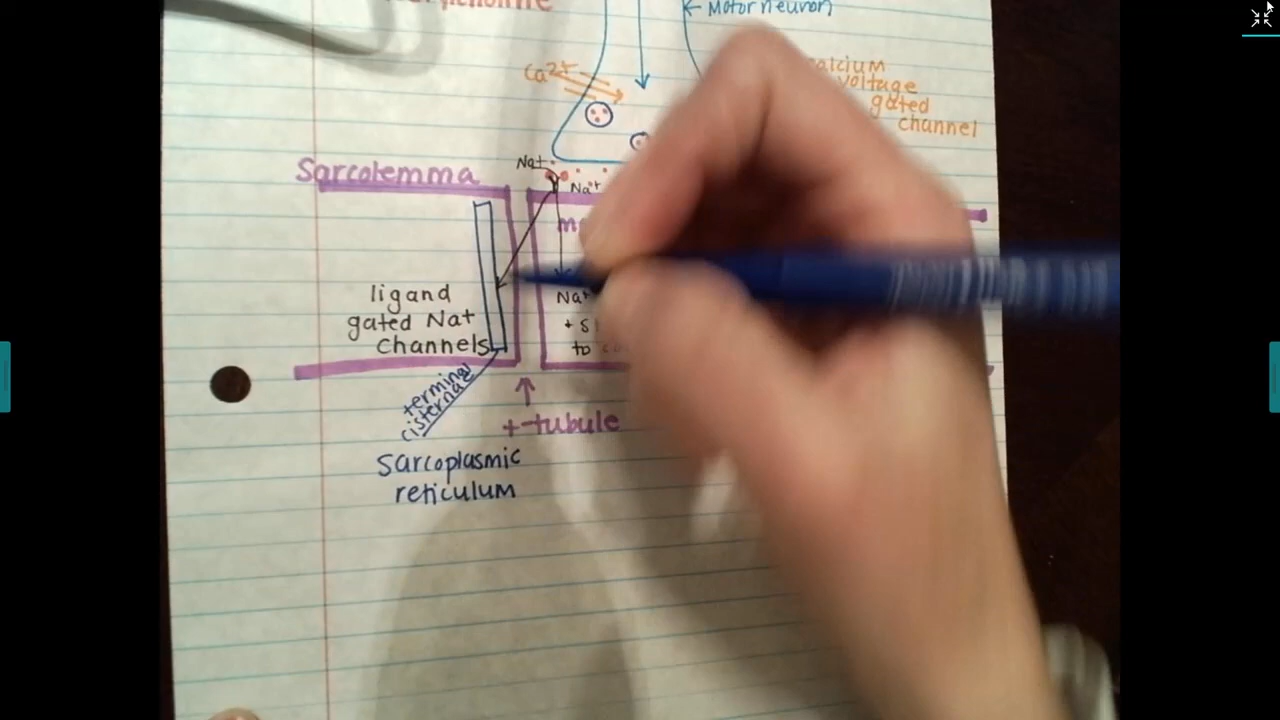 Motor neuron
Ca2+
calcium
voltage
gated
channel
Sarcolemma
Na+
Na+
ligand
gated Na+
channels
Na+
to
terminal
cisternae
t-tubule
sarcoplasmic
reticulum